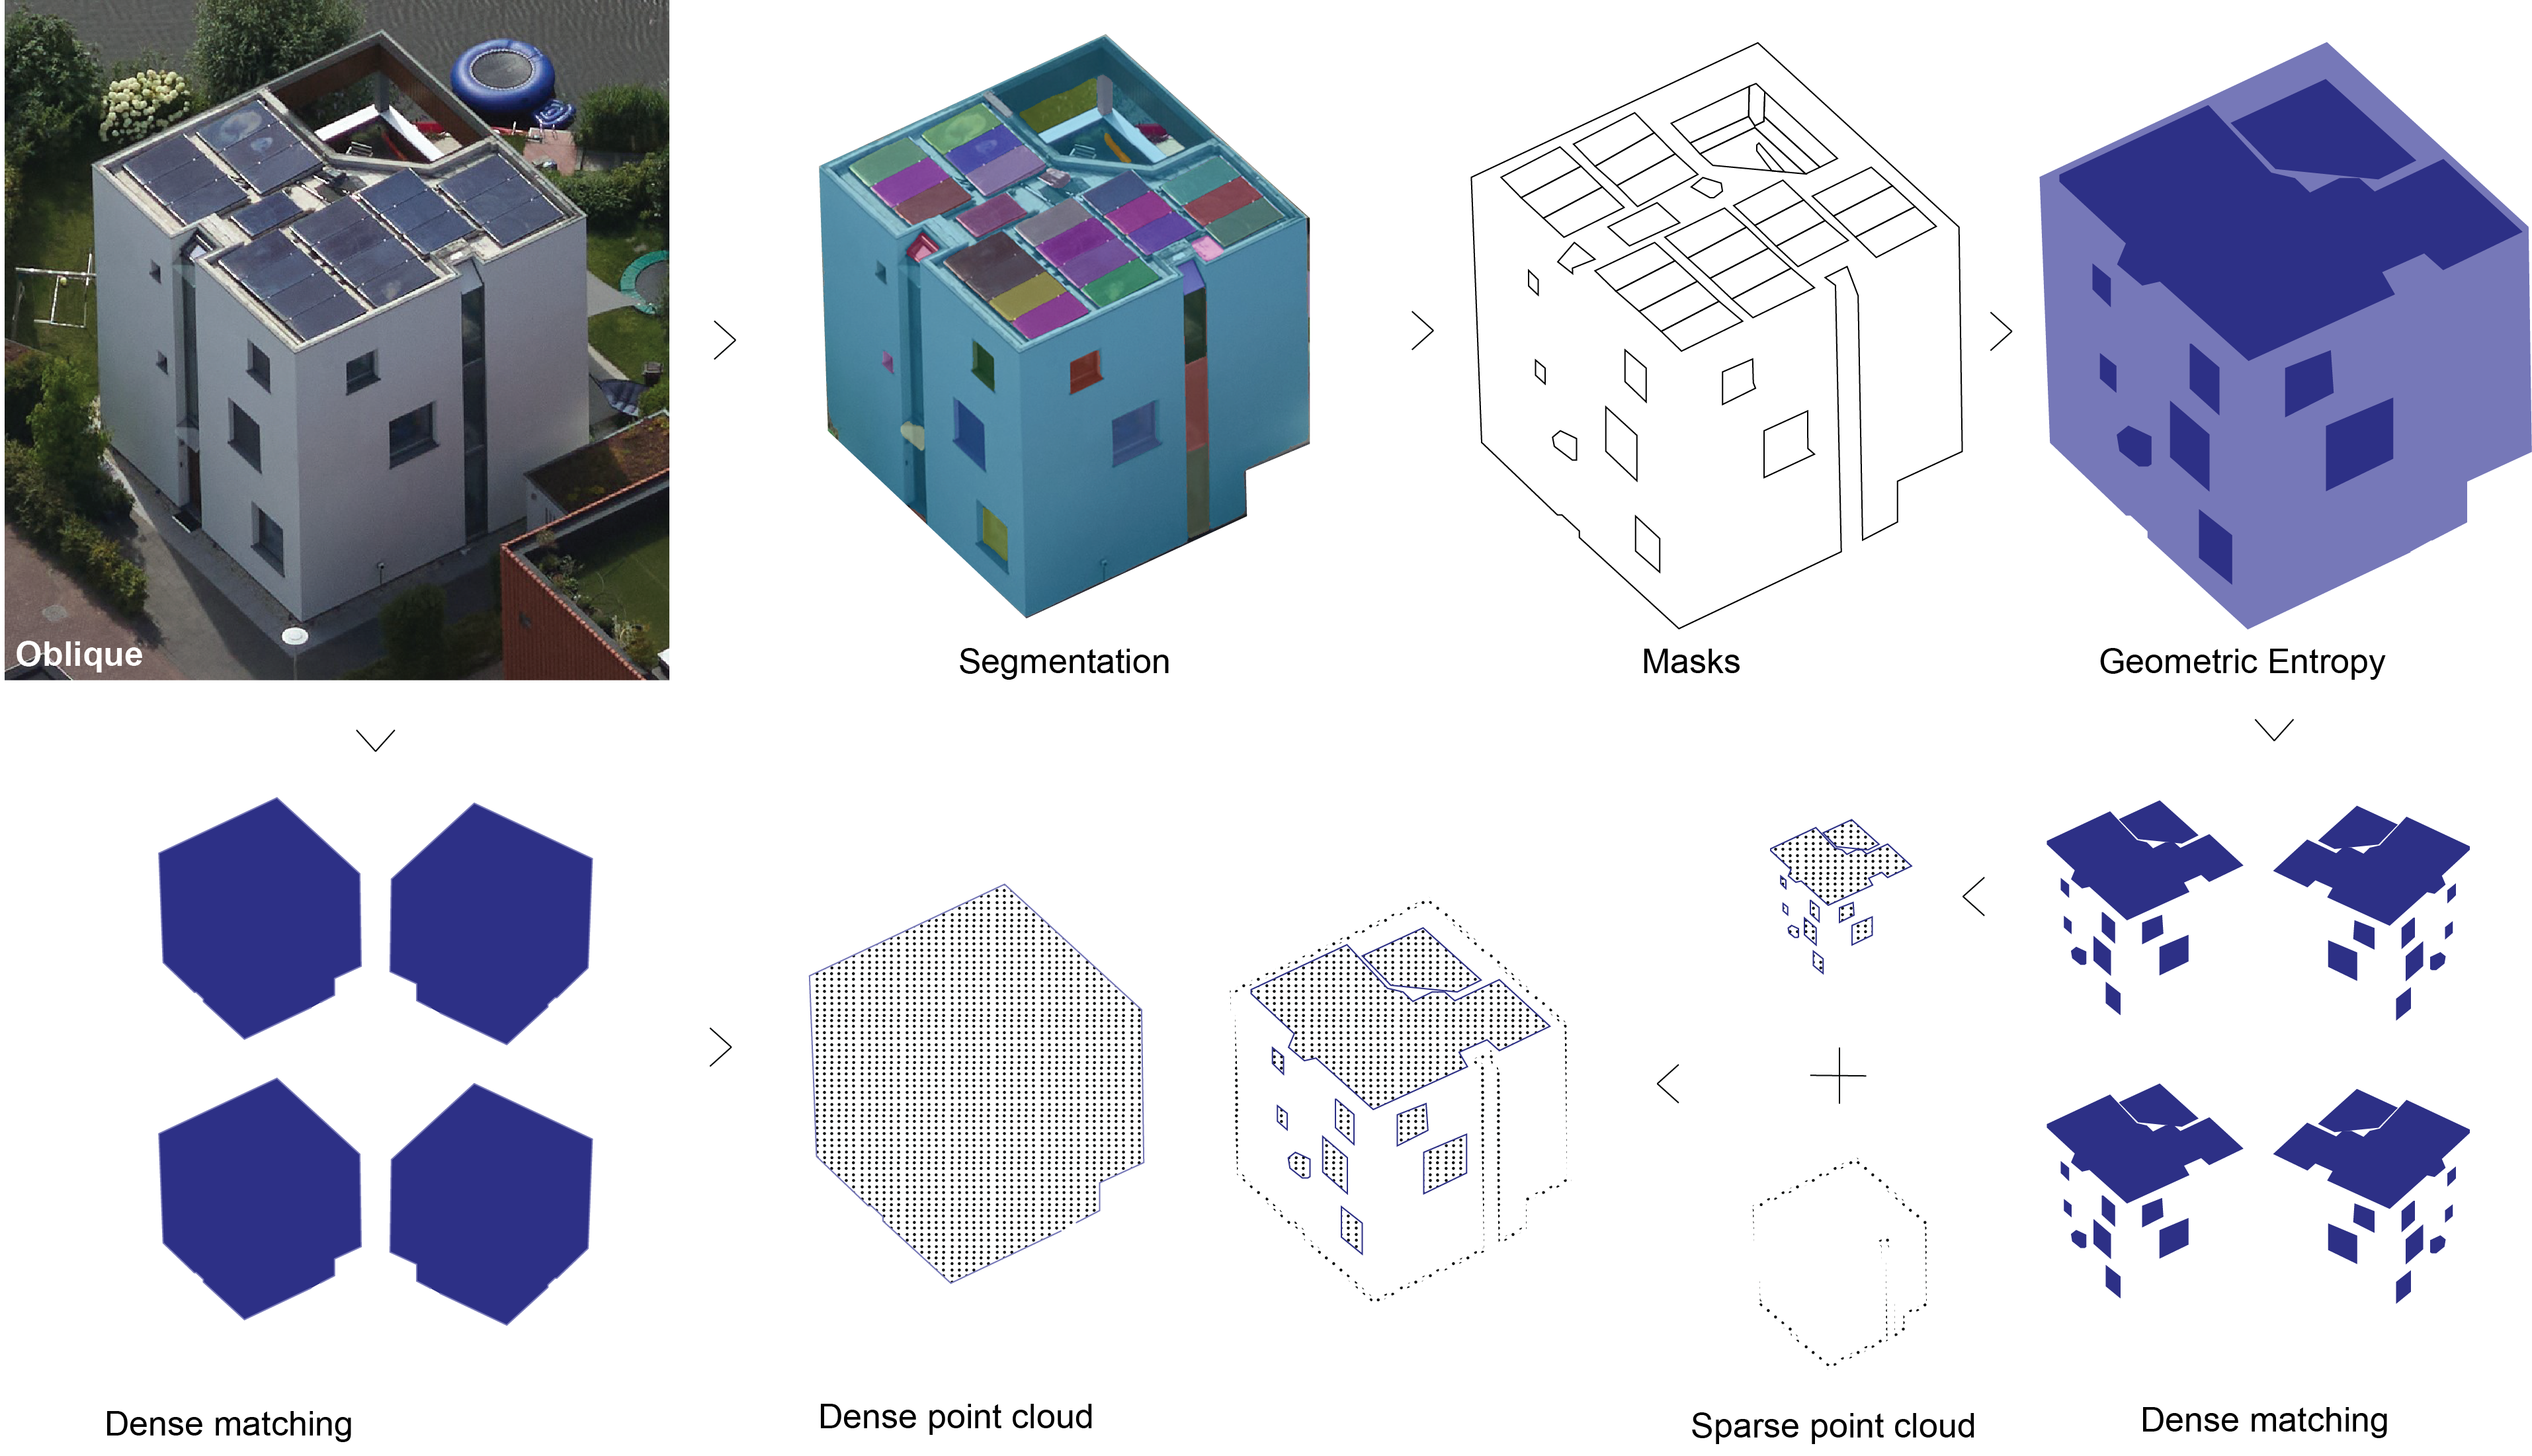 Oblique
Segmentation
Masks
Geometric Entropy
Dense matching
Dense point cloud
Sparse point cloud
Dense matching